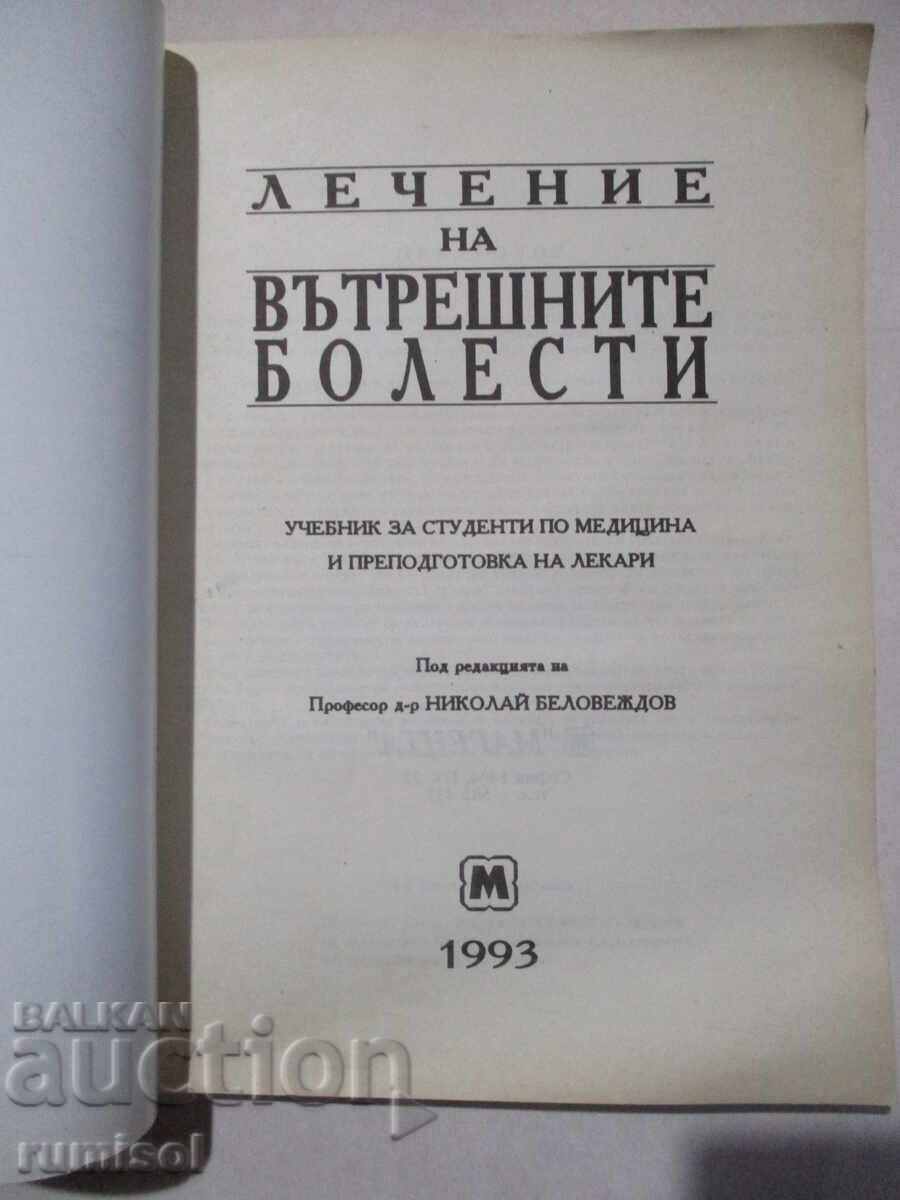 ЛЕЧЕНИЕ
НА
ВЪТРЕШНИТЕ
БОЛЕСТИ
УЧЕБНИК ЗА СТУДЕНТИ ПО МЕДИЦИНА
И ПРЕПОДГОТОВКА НА ЛЕКАРИ
Под редакцията на
Професор д-р НИКОЛАЙ БЕЛОВЕЖДОВ
М
1993
BALKAN
auction
rumisol